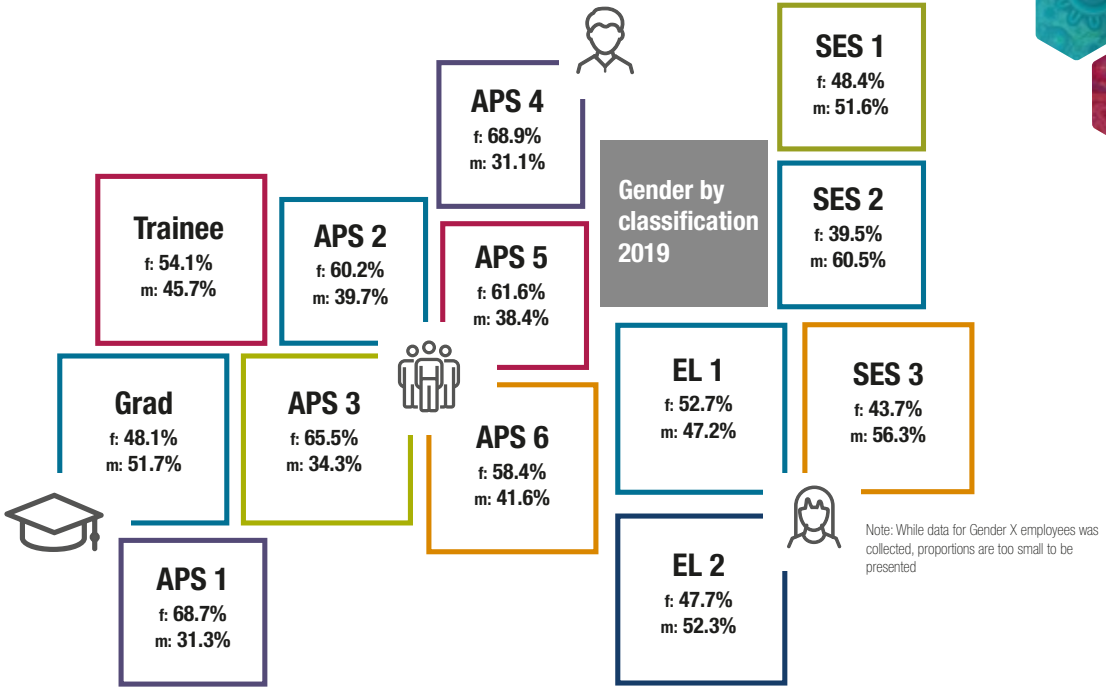 Trainee
f: 54.1%
m: 45.7%
Grad
f: 48.1%
m: 51.7%
APS 1
f: 68.7%
m: 31.3%
APS 2
f: 60.2%
m: 39.7%
APS 3
f: 65.5%
m: 34.3%
APS 4
f: 68.9%
m: 31.1%
APS 5
f: 61.6%
m: 38.4%
APS 6
f: 58.4%
m: 41.6%
Gender by
classification
2019
EL 1
f: 52.7%
m: 47.2%
EL 2
f: 47.7%
m: 52.3%
SES 1
f: 48.4%
m: 51.6%
SES 2
f: 39.5%
m: 60.5%
SES 3
f: 43.7%
m: 56.3%
Note: While data for Gender X employees was
collected, proportions are too small to be
presented